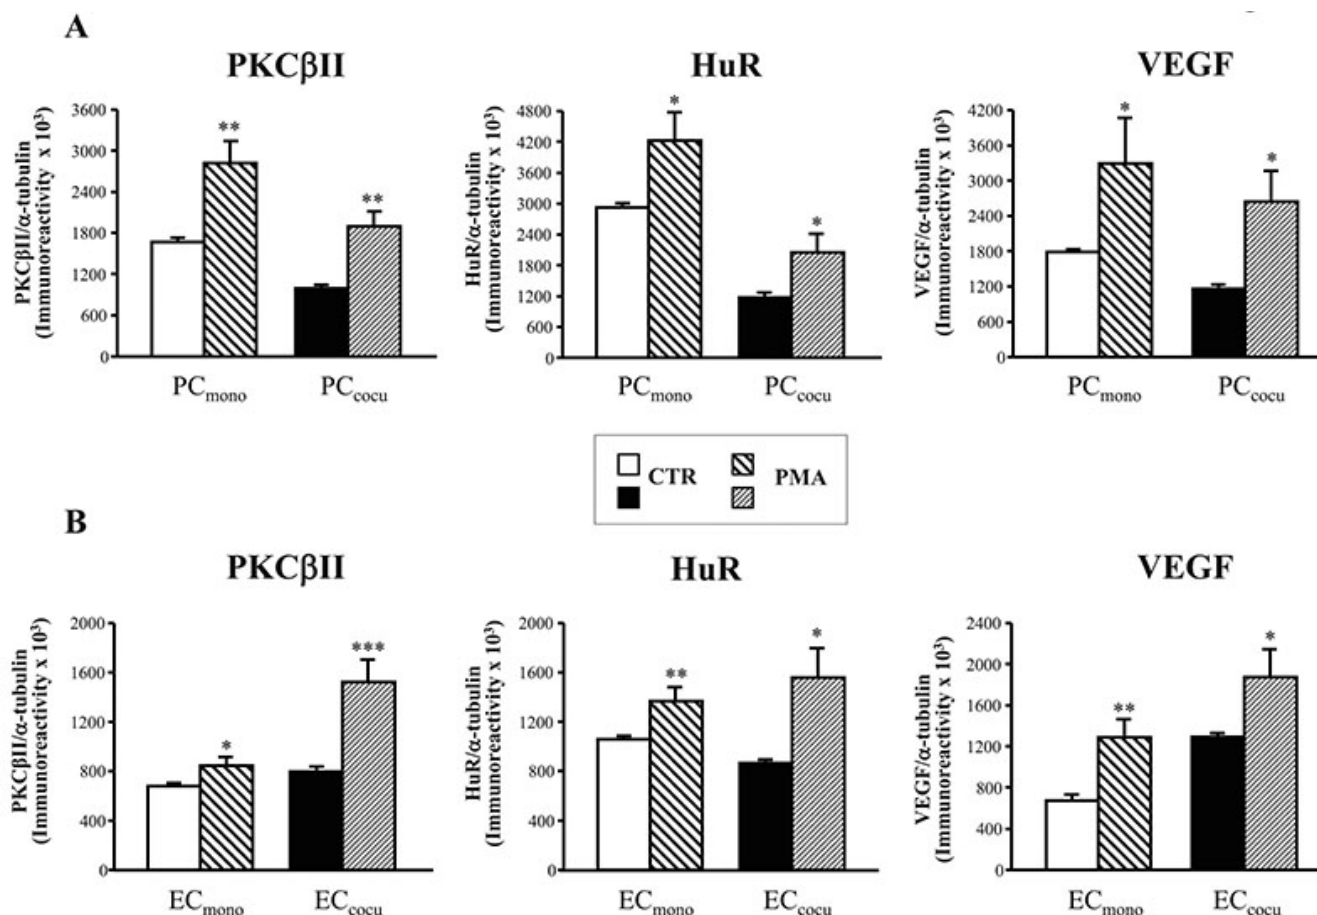 A
PKCβII HuR VEGF
PKCβII/α-tubulin
(Immunoreactivity x 10³)
3600
3000
2400
1800
1200
600
0
** **
PCmono PCcocu
HuR/α-tubulin
(Immunoreactivity x 10³)
4800
4200
3600
3000
2400
1800
1200
600
0
* *
PCmono PCcocu
VEGF/α-tubulin
(Immunoreactivity x 10³)
4200
3600
3000
2400
1800
1200
600
0
* *
PCmono PCcocu
CTR PMA
B
PKCβII HuR VEGF
PKCβII/α-tubulin
(Immunoreactivity x 10³)
2000
1600
1200
800
400
0
* ***
ECmono ECcocu
HuR/α-tubulin
(Immunoreactivity x 10³)
2000
1600
1200
800
400
0
** *
ECmono ECcocu
VEGF/α-tubulin
(Immunoreactivity x 10³)
2400
2000
1600
1200
800
400
0
** *
ECmono ECcocu